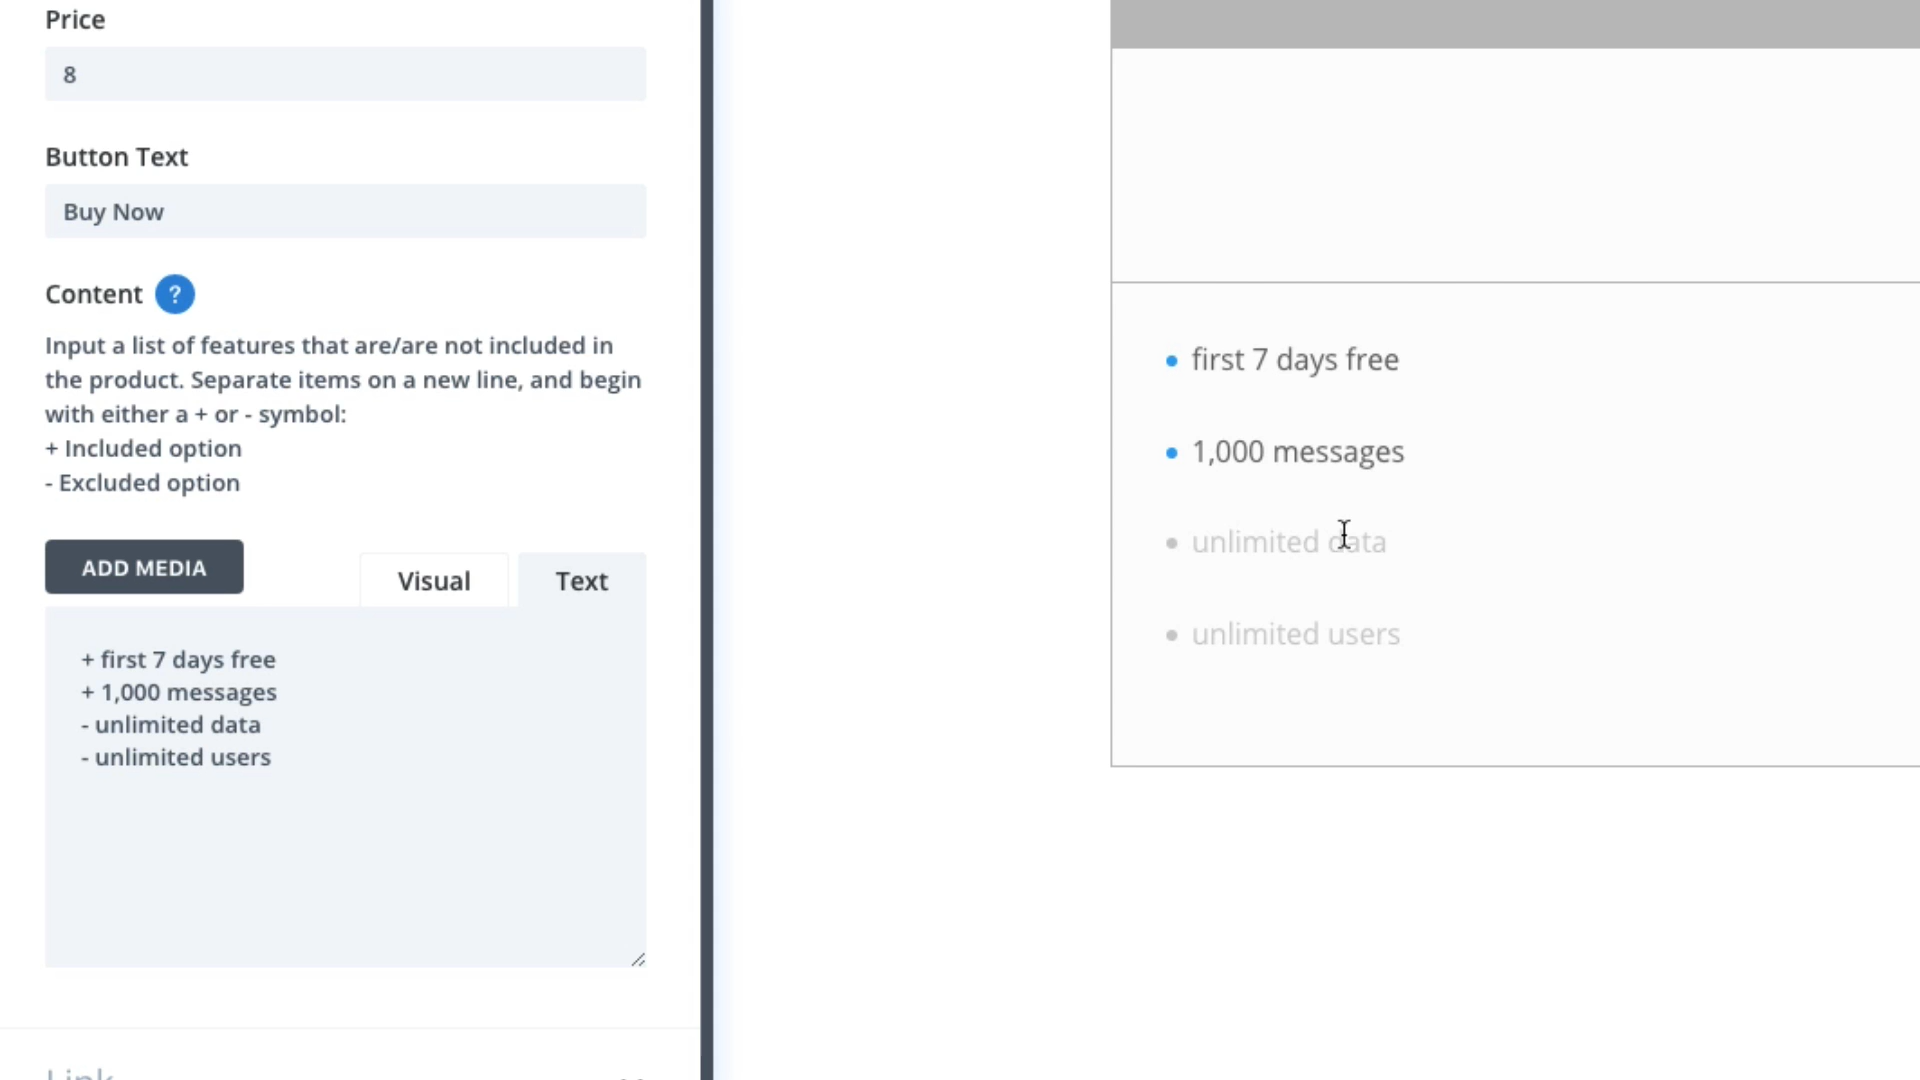 Price
8
Button Text
Buy Now
Content ?
Input a list of features that are/are not included in
the product. Separate items on a new line, and begin
with either a + or - symbol:
+ Included option
- Excluded option
ADD MEDIA
Visual
Text
+ first 7 days free
+ 1,000 messages
- unlimited data
- unlimited users
Link
first 7 days free
1,000 messages
unlimited data
unlimited users